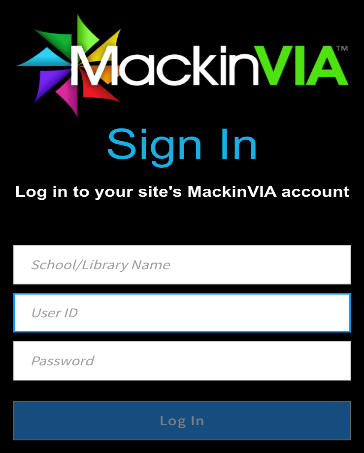 MackinVIA™
Sign In
Log in to your site's MackinVIA account
School/Library Name
User ID
Password
Log In